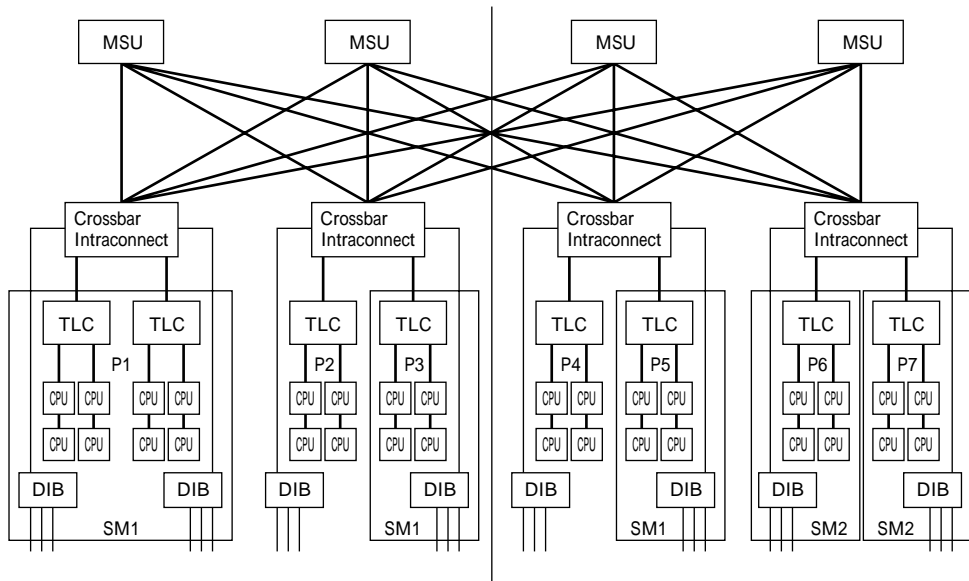 MSU MSU MSU MSU
Crossbar Intraconnect
Crossbar Intraconnect
Crossbar Intraconnect
Crossbar Intraconnect
TLC TLC TLC TLC TLC TLC TLC TLC
P1 P2 P3 P4 P5 P6 P7
CPU CPU CPU CPU CPU CPU CPU CPU CPU CPU CPU CPU CPU CPU CPU CPU
CPU CPU CPU CPU CPU CPU CPU CPU CPU CPU CPU CPU CPU CPU CPU CPU
DIB DIB DIB DIB DIB DIB DIB DIB
SM1 SM1 SM1 SM2 SM2